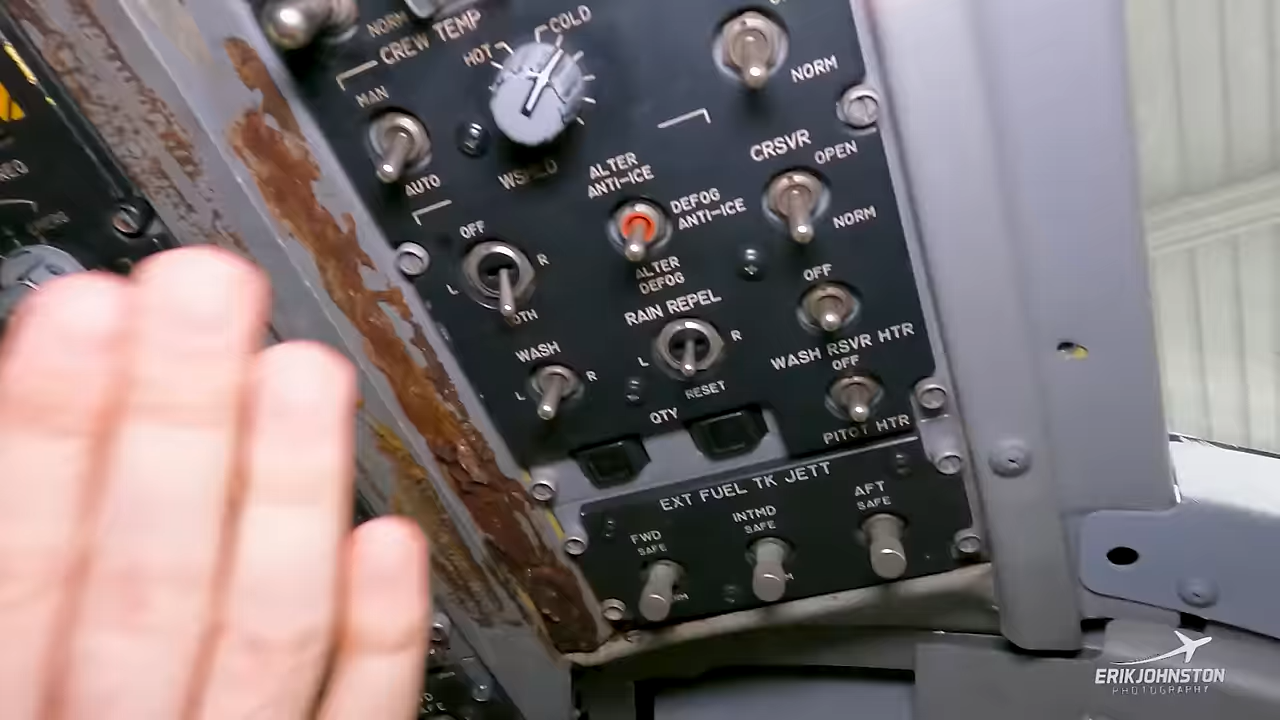 NORM
CREW TEMP
HOT
COLD
MAN
AUTO
NORM
ALTER
ANTI-ICE
DEFOG
ANTI-ICE
ALTER
DEFOG
CRSVR
OPEN
NORM
OFF
L
R
RAIN REPEL
L
R
RESET
OFF
WASH RSVR HTR
WASH
L
R
QTY
OFF
PITOT HTR
EXT FUEL TK JETT
FWD
SAFE
INTMD
SAFE
AFT
SAFE
ERIKJOHNSTON
PHOTOGRAPHY